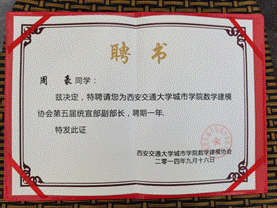 聘书
周豪同学：
兹决定，特聘请您为西安交通大学城市学院数学建模
协会第五届统宣部副部长，聘期一年.
特发此证
西安交通大学城市学院数学建模协会
二零一四年九月十六日